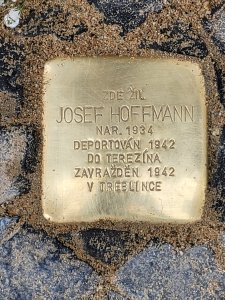 ZDE ŽIL
JOSEF HOFFMANN
NAR. 1934
DEPORTOVÁN 1942
DO TEREZÍNA
ZAVRAŽDĚN 1942
V TREBLINCE